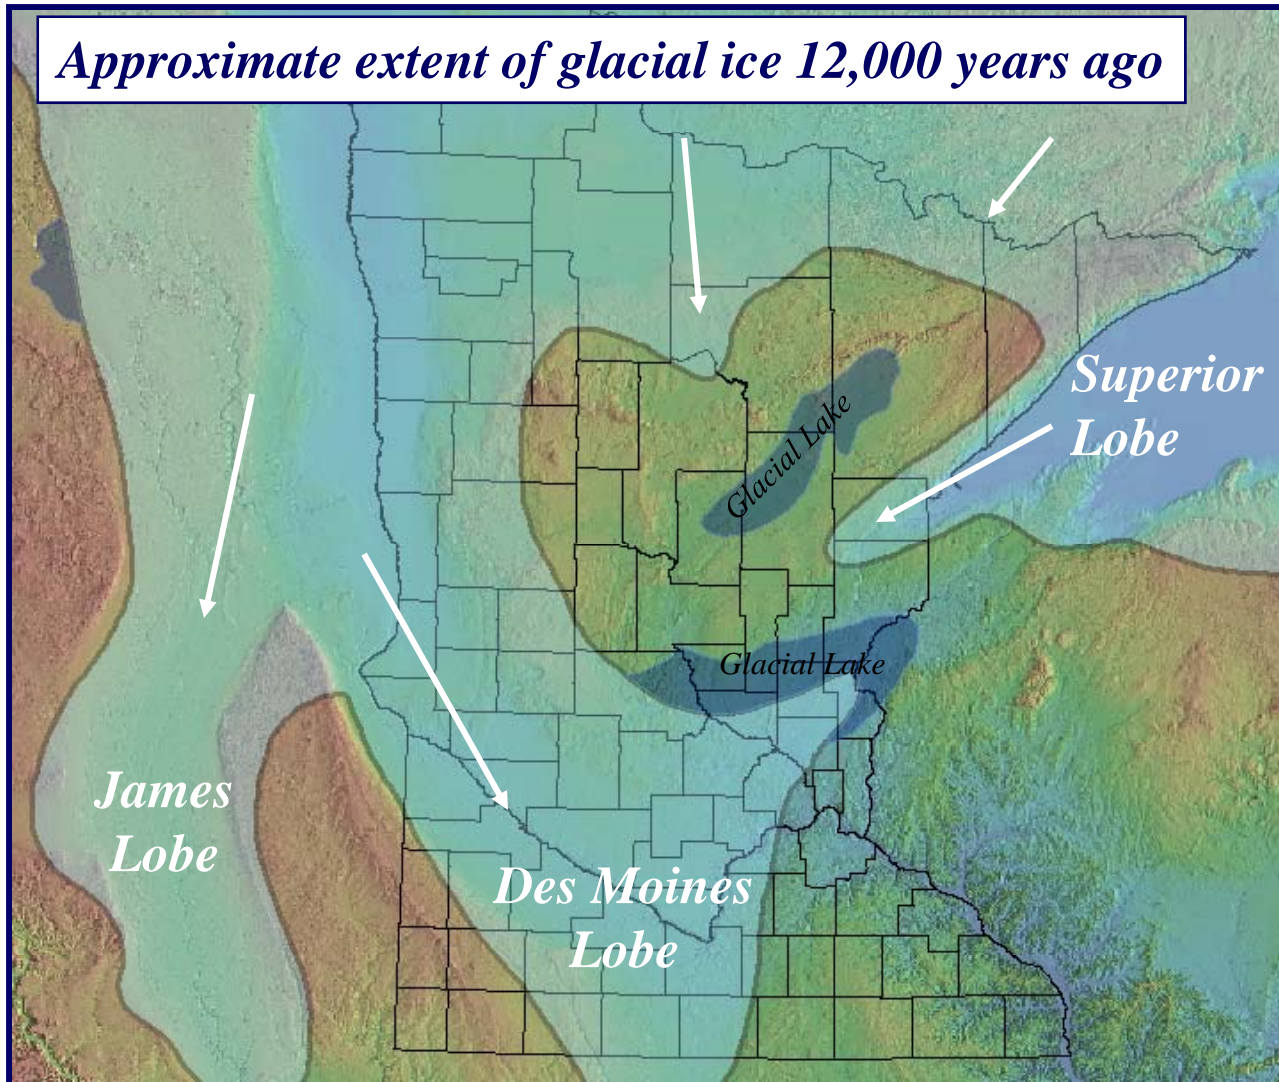 Approximate extent of glacial ice 12,000 years ago
Superior
Lobe
Glacial Lake
Glacial Lake
James
Lobe
Des Moines
Lobe